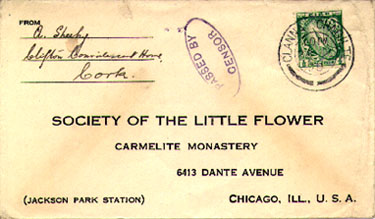 FROM
A. Sheehy
Clifton Convalescent Home,
Cork.
PASSED BY
CENSOR
SOCIETY OF THE LITTLE FLOWER
CARMELITE MONASTERY
6413 DANTE AVENUE
(JACKSON PARK STATION)
CHICAGO, ILL., U. S. A.